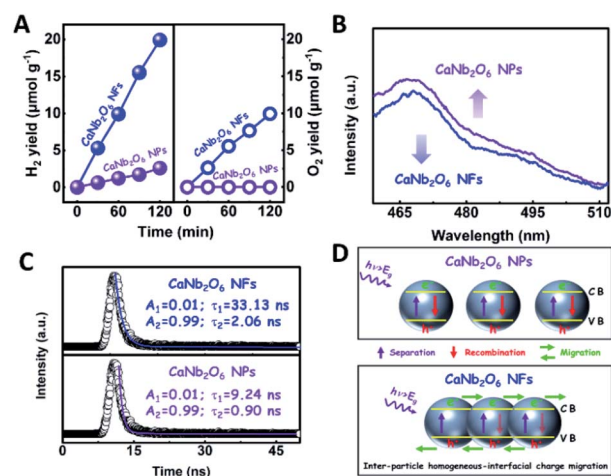 A
H₂ yield (μmol g⁻¹)
20
15
10
5
0
CaNb₂O₆ NFs
CaNb₂O₆ NPs
CaNb₂O₆ NFs
CaNb₂O₆ NPs
20
15
10
5
0
O₂ yield (μmol g⁻¹)
0 60 120 0 60 120
Time (min)
B
Intensity (a.u.)
CaNb₂O₆ NPs
CaNb₂O₆ NFs
465 480 495 510
Wavelength (nm)
C
Intensity (a.u.)
CaNb₂O₆ NFs
A₁=0.01; τ₁=33.13 ns
A₂=0.99; τ₂=2.06 ns
CaNb₂O₆ NPs
A₁=0.01; τ₁=9.24 ns
A₂=0.99; τ₂=0.90 ns
0 15 30 45
Time (ns)
D
CaNb₂O₆ NPs
hν>Eg
e e e
CB
VB
h h h
Separation Recombination Migration
CaNb₂O₆ NFs
hν>Eg
e e e
CB
VB
h h h
Inter-particle homogeneous-interfacial charge migration